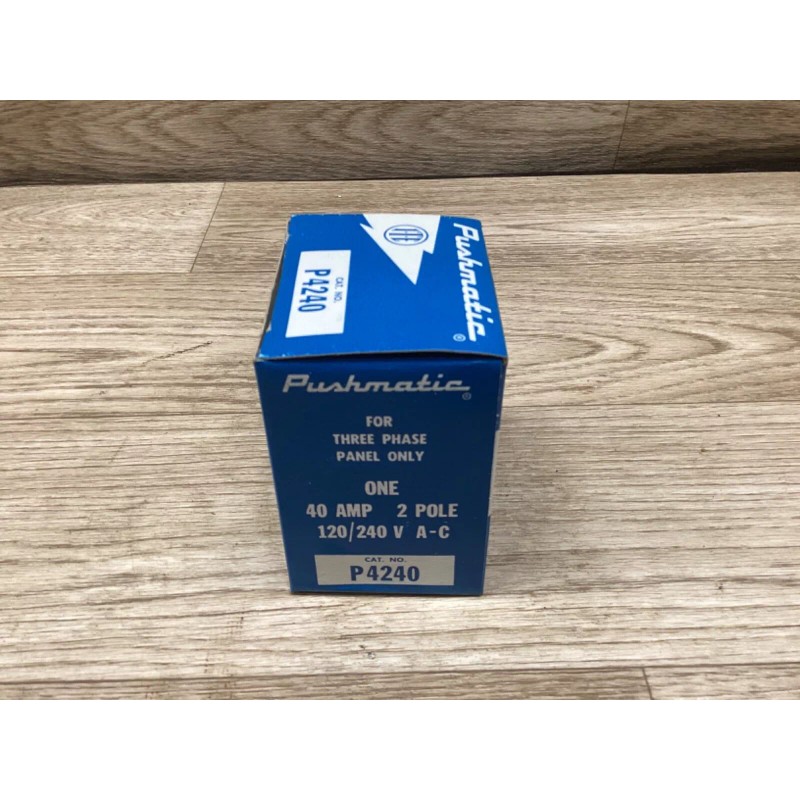 Pushmatic®
ITE
CAT. NO.
P4240
Pushmatic®
FOR
THREE PHASE
PANEL ONLY
ONE
40 AMP 2 POLE
120/240 V A-C
CAT. NO.
P4240